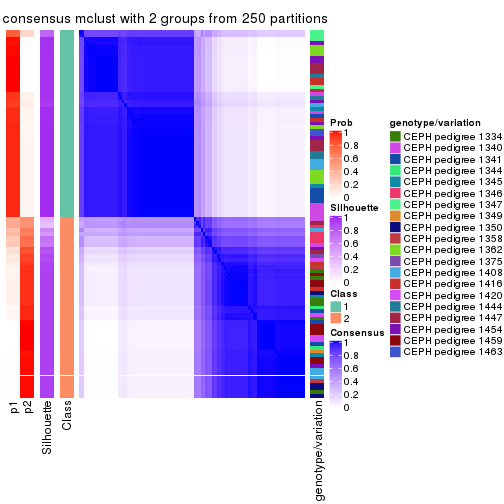 consensus mclust with 2 groups from 250 partitions
Prob
1
0.8
0.6
0.4
0.2
0
Silhouette
1
0.8
0.6
0.4
0.2
0
Class
1
2
Consensus
1
0.8
0.6
0.4
0.2
0
genotype/variation
CEPH pedigree 1334
CEPH pedigree 1340
CEPH pedigree 1341
CEPH pedigree 1344
CEPH pedigree 1345
CEPH pedigree 1346
CEPH pedigree 1347
CEPH pedigree 1349
CEPH pedigree 1350
CEPH pedigree 1358
CEPH pedigree 1362
CEPH pedigree 1375
CEPH pedigree 1408
CEPH pedigree 1416
CEPH pedigree 1420
CEPH pedigree 1444
CEPH pedigree 1447
CEPH pedigree 1454
CEPH pedigree 1459
CEPH pedigree 1463
p1
p2
Silhouette
Class
genotype/variation